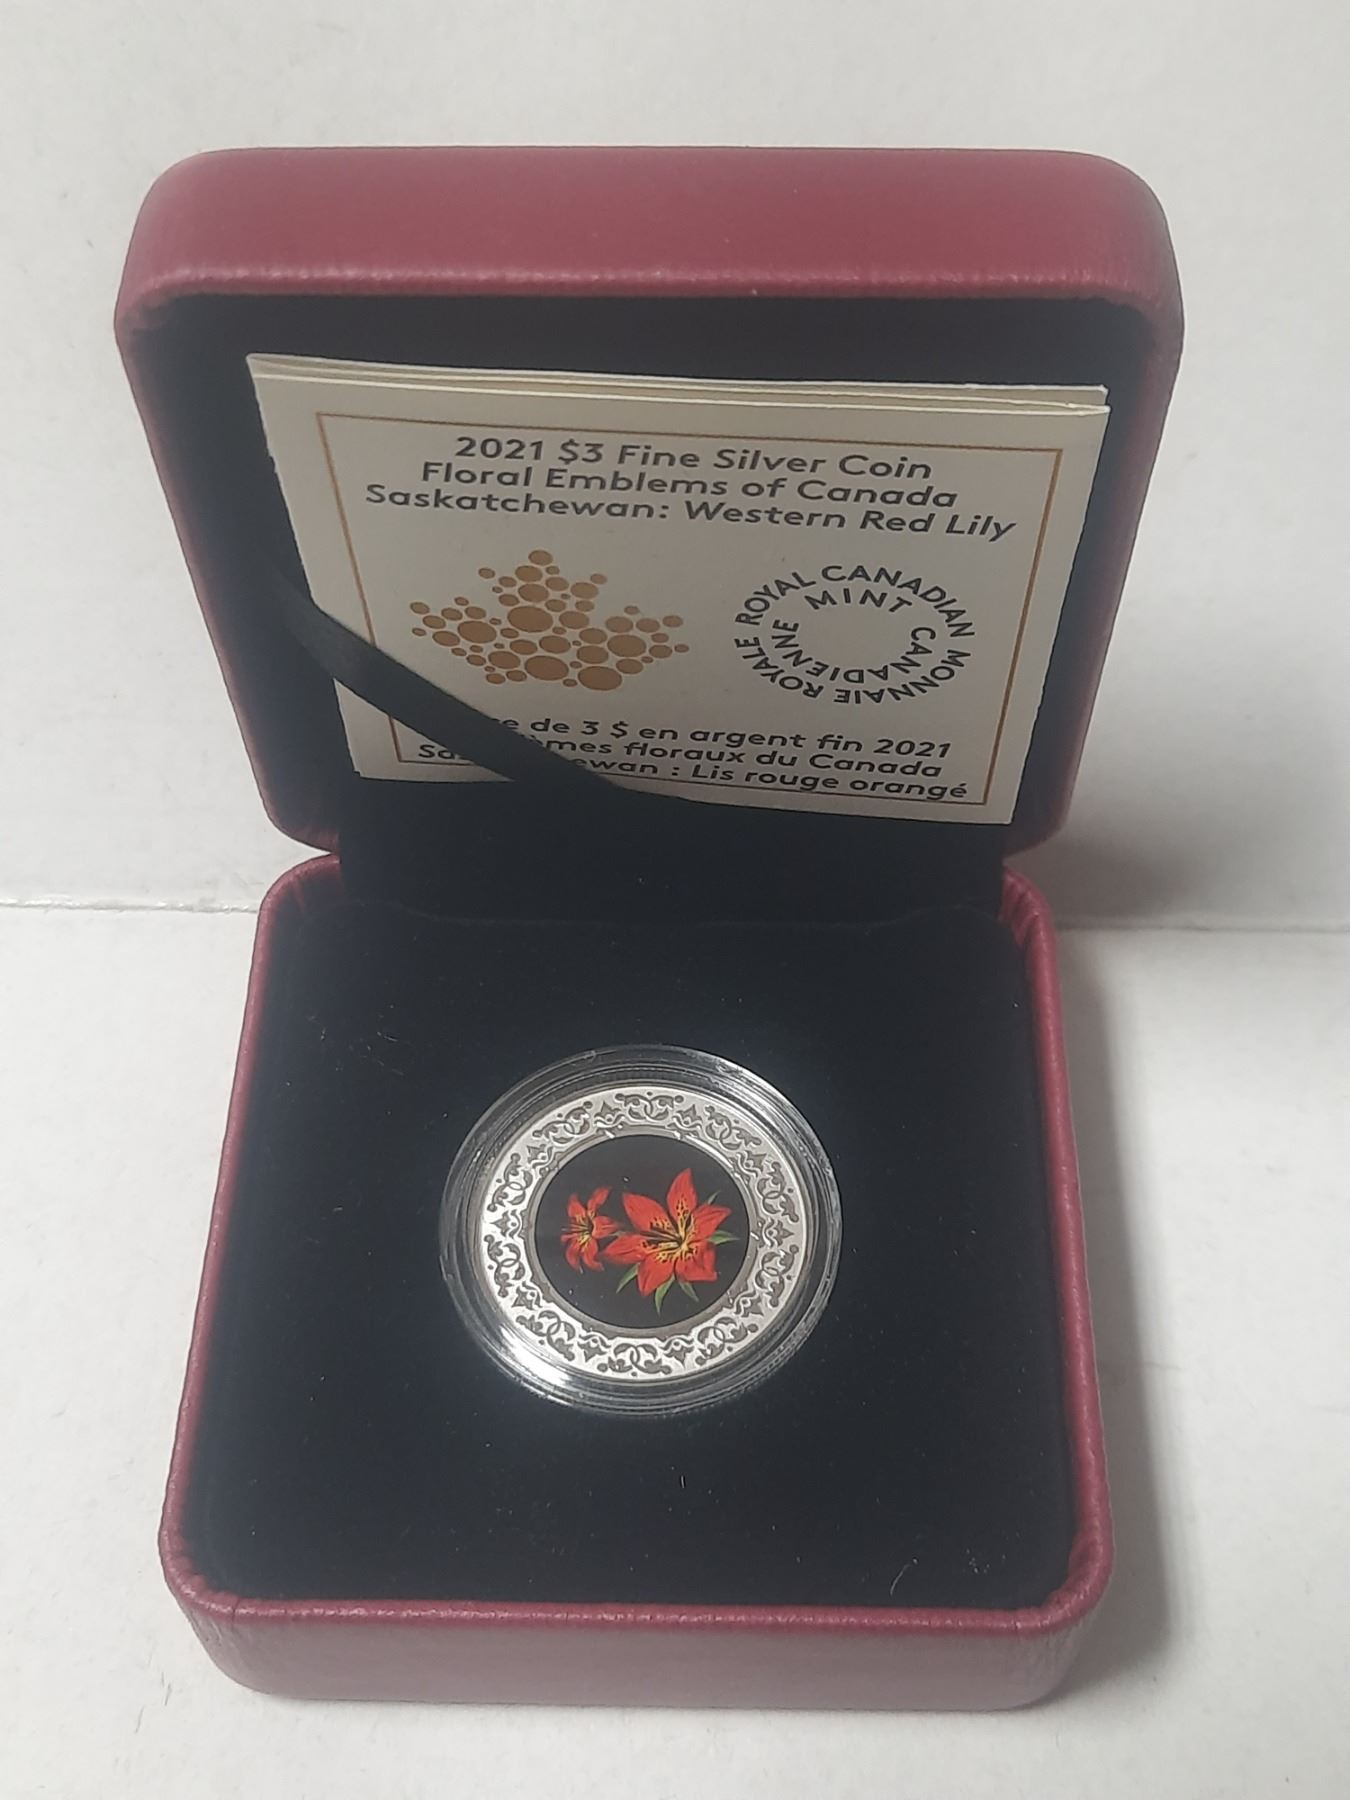 2021 $3 Fine Silver Coin
Floral Emblems of Canada
Saskatchewan: Western Red Lily
ROYAL CANADIAN MINT
MONNAIE ROYALE CANADIENNE
de 3 $ en argent fin 2021
floraux du Canada
: Lis rouge orangé